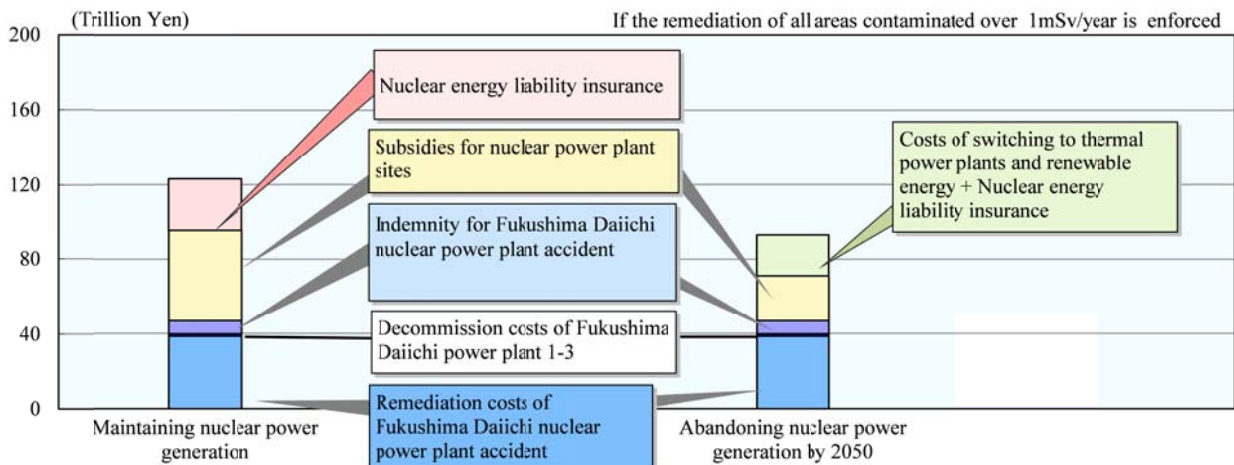 (Trillion Yen)
If the remediation of all areas contaminated over 1mSv/year is enforced
200
160
120
80
40
0
Nuclear energy liability insurance
Subsidies for nuclear power plant
sites
Indemnity for Fukushima Daiichi
nuclear power plant accident
Decommission costs of Fukushima
Daiichi power plant 1-3
Remediation costs of
Fukushima Daiichi nuclear
power plant accident
Costs of switching to thermal
power plants and renewable
energy + Nuclear energy
liability insurance
Maintaining nuclear power
generation
Abandoning nuclear power
generation by 2050